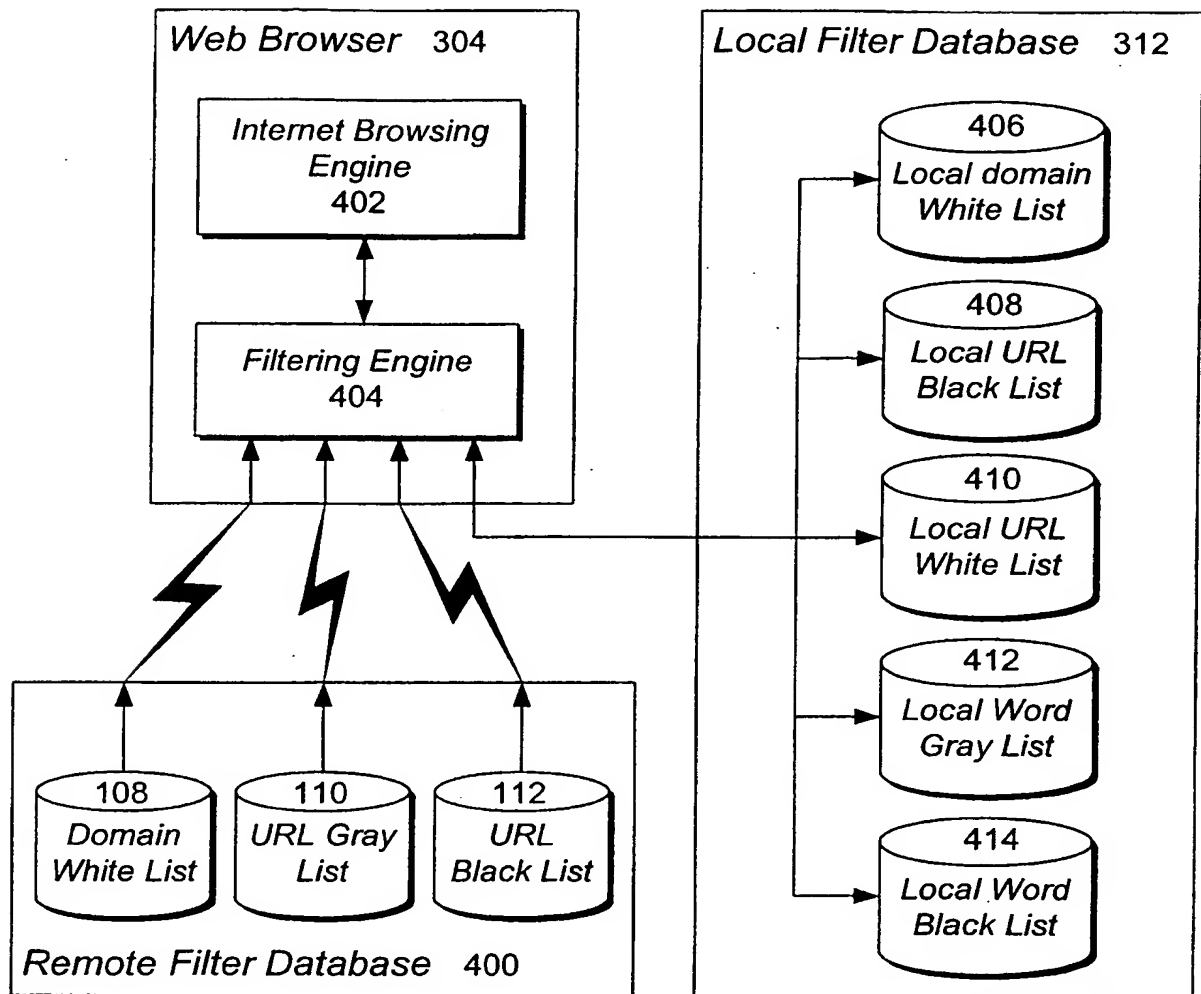 Web Browser 304
Internet Browsing
Engine
402
Filtering Engine
404
Local Filter Database 312
406
Local domain
White List
408
Local URL
Black List
410
Local URL
White List
412
Local Word
Gray List
414
Local Word
Black List
108
Domain
White List
110
URL Gray
List
112
URL
Black List
Remote Filter Database 400